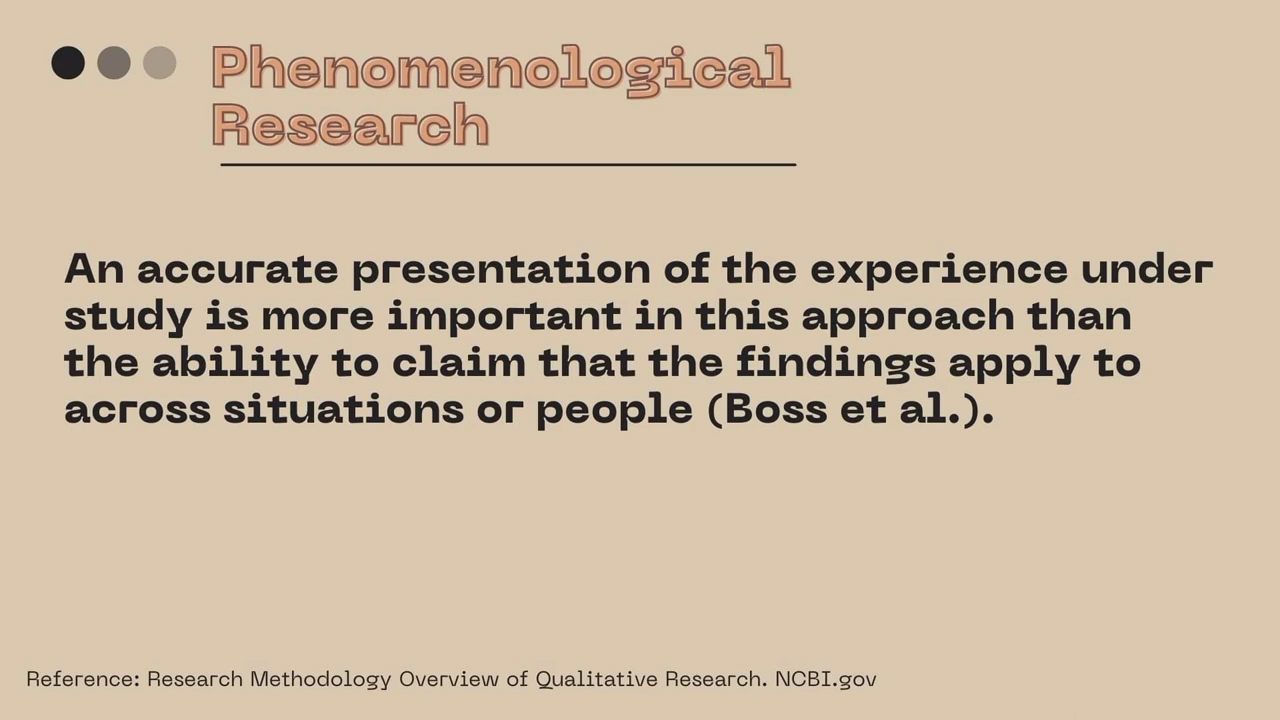 Phenomenological
Research
An accurate presentation of the experience under
study is more important in this approach than
the ability to claim that the findings apply to
across situations or people (Boss et al.).
Reference: Research Methodology Overview of Qualitative Research. NCBI.gov